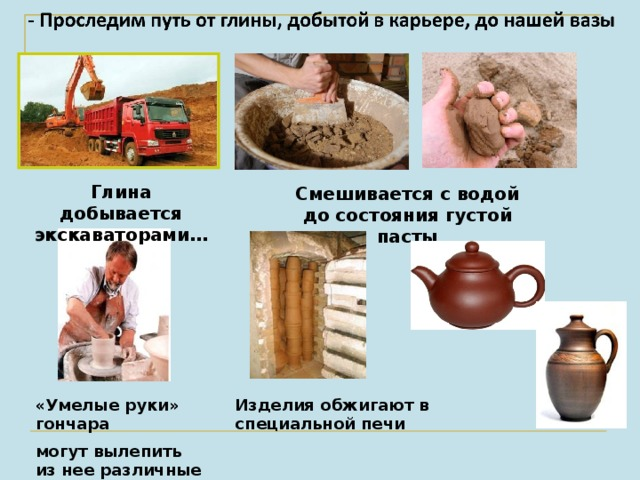 - Проследим путь от глины, добытой в карьере, до нашей вазы
Глина
добывается
экскаваторами…
Смешивается с водой
до состояния густой
пасты
«Умелые руки»
гончара
могут вылепить
из нее различные
Изделия обжигают в
специальной печи